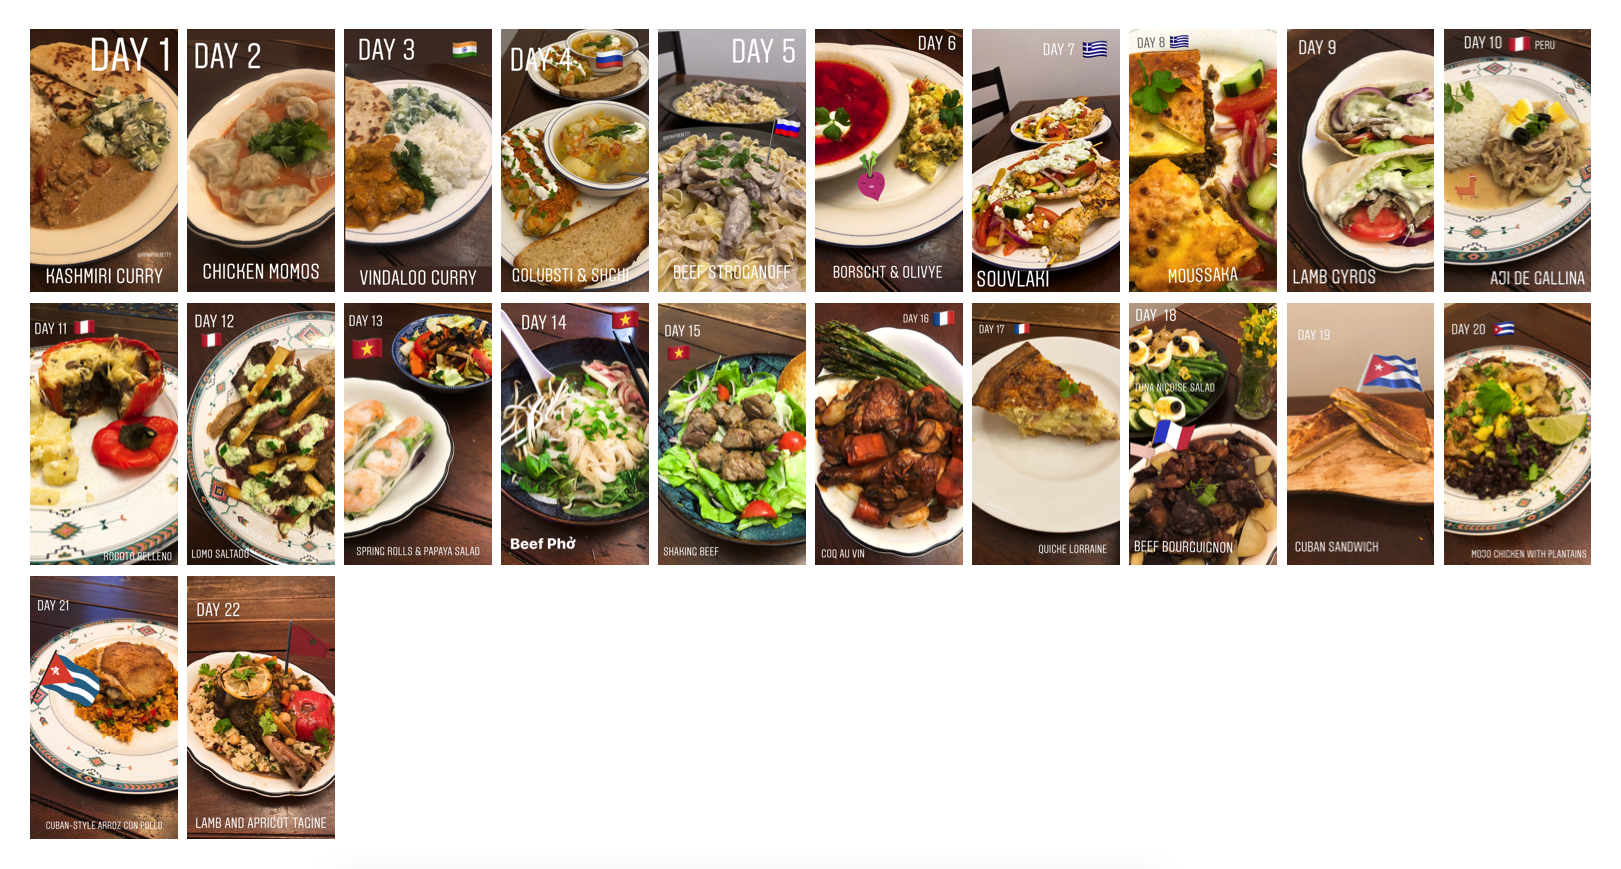 DAY 1
@BONAFIDEBETTY
KASHMIRI CURRY
DAY 2
CHICKEN MOMOS
DAY 3
VINDALOO CURRY
DAY 4
GOLUBSTI & SHCHI
DAY 5
BEEF STROGANOFF
DAY 6
BORSCHT & OLIVYE
DAY 7
SOUVLAKI
DAY 8
MOUSSAKA
DAY 9
LAMB GYROS
DAY 10 PERU
AJI DE GALLINA
DAY 11
ROCOTO RELLENO
DAY 12
LOMO SALTADO
DAY 13
SPRING ROLLS & PAPAYA SALAD
DAY 14
Beef Phở
DAY 15
SHAKING BEEF
DAY 16
COQ AU VIN
DAY 17
QUICHE LORRAINE
DAY 18
TUNA NICOISE SALAD
BEEF BOURGUIGNON
DAY 19
CUBAN SANDWICH
DAY 20
MOJO CHICKEN WITH PLANTAINS
DAY 21
CUBAN-STYLE ARROZ CON POLLO
DAY 22
LAMB AND APRICOT TAGINE